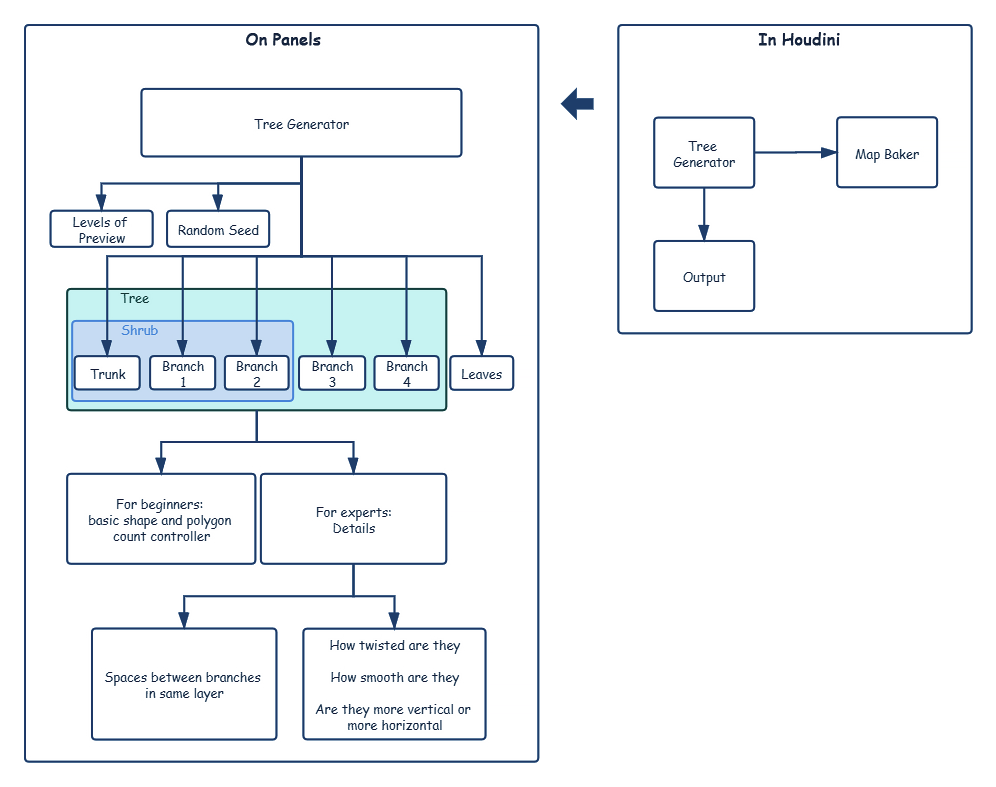 On Panels
Tree Generator
Levels of
Preview
Random Seed
Tree
Shrub
Trunk
Branch
1
Branch
2
Branch
3
Branch
4
Leaves
For beginners:
basic shape and polygon
count controller
For experts:
Details
Spaces between branches
in same layer
How twisted are they
How smooth are they
Are they more vertical or
more horizontal
In Houdini
Tree
Generator
Map Baker
Output